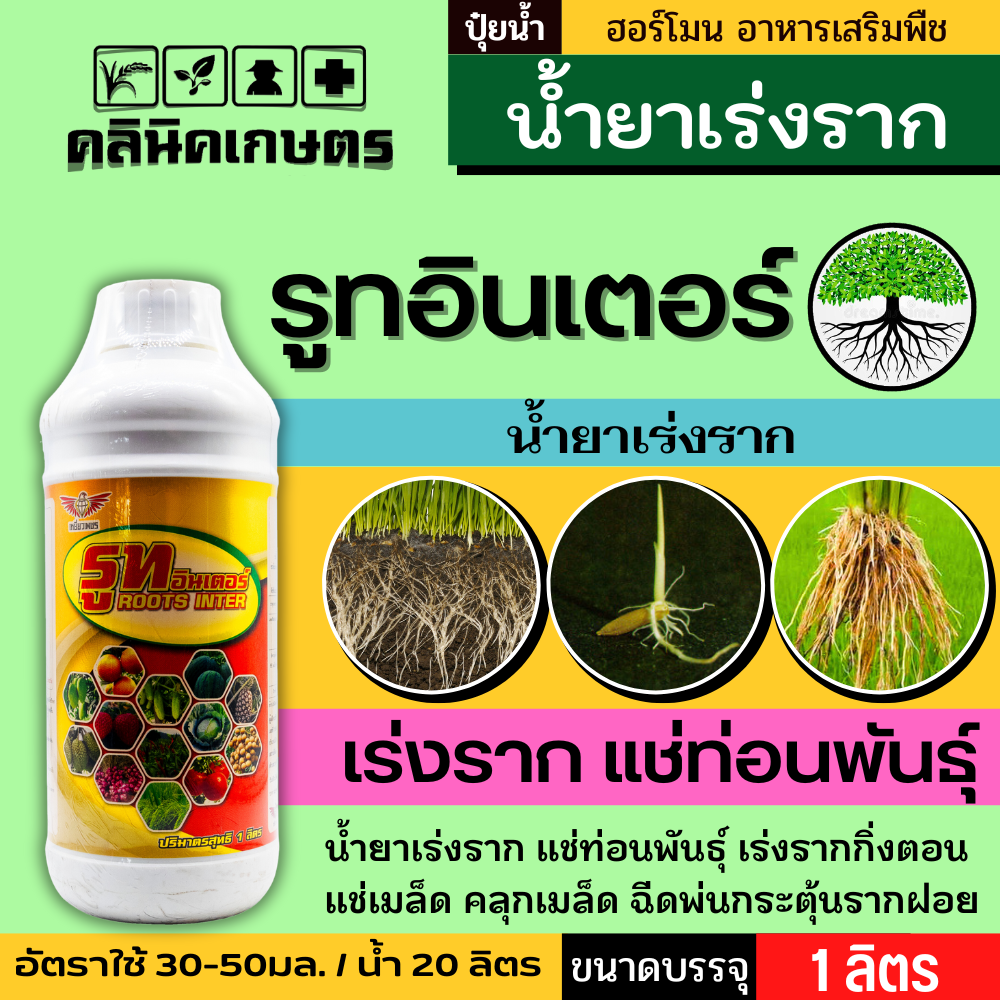 ปุ๋ยน้ำ
ฮอร์โมน อาหารเสริมพืช
น้ำยาเร่งราก
คลินิคเกษตร
รูทอินเตอร์
น้ำยาเร่งราก
เหยี่ยวเพชร
รูทอินเตอร์
ROOTS INTER
ปริมาตรสุทธิ 1 ลิตร
เร่งราก แช่ท่อนพันธุ์
น้ำยาเร่งราก แช่ท่อนพันธุ์ เร่งรากกิ่งตอน
แช่เมล็ด คลุกเมล็ด ฉีดพ่นกระตุ้นรากฝอย
อัตราใช้ 30-50มล. / น้ำ 20 ลิตร
ขนาดบรรจุ
1 ลิตร